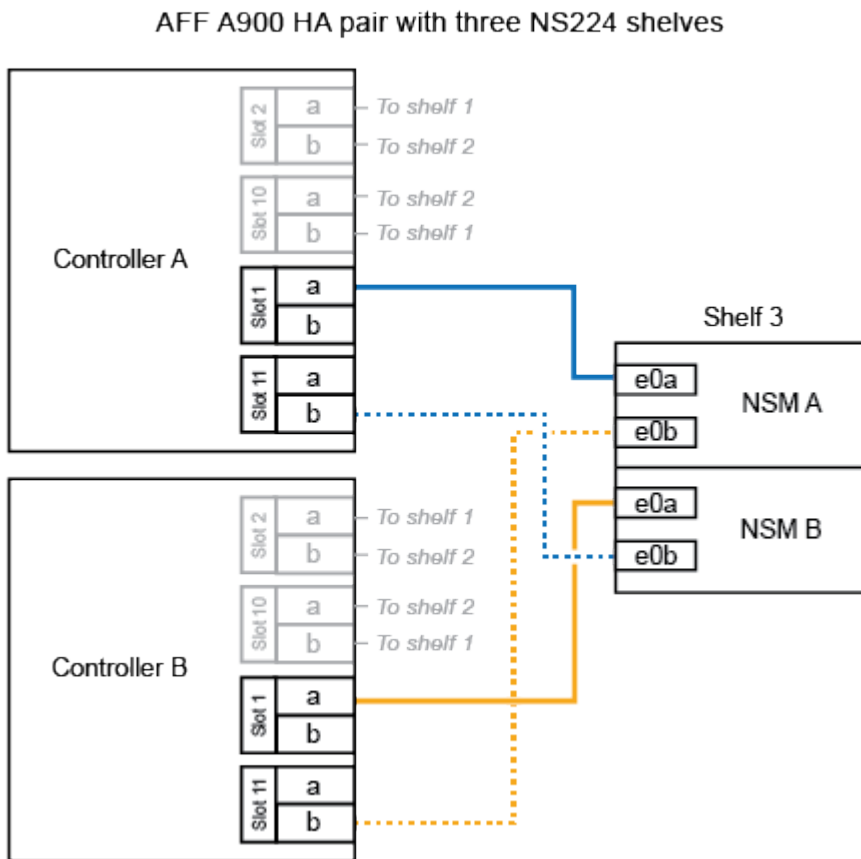 AFF A900 HA pair with three NS224 shelves
Controller A
Slot 2
a
To shelf 1
b
To shelf 2
Slot 10
a
To shelf 2
b
To shelf 1
Slot 1
a
b
Slot 11
a
b
Shelf 3
e0a
NSM A
e0b
e0a
NSM B
e0b
Controller B
Slot 2
a
To shelf 1
b
To shelf 2
Slot 10
a
To shelf 2
b
To shelf 1
Slot 1
a
b
Slot 11
a
b